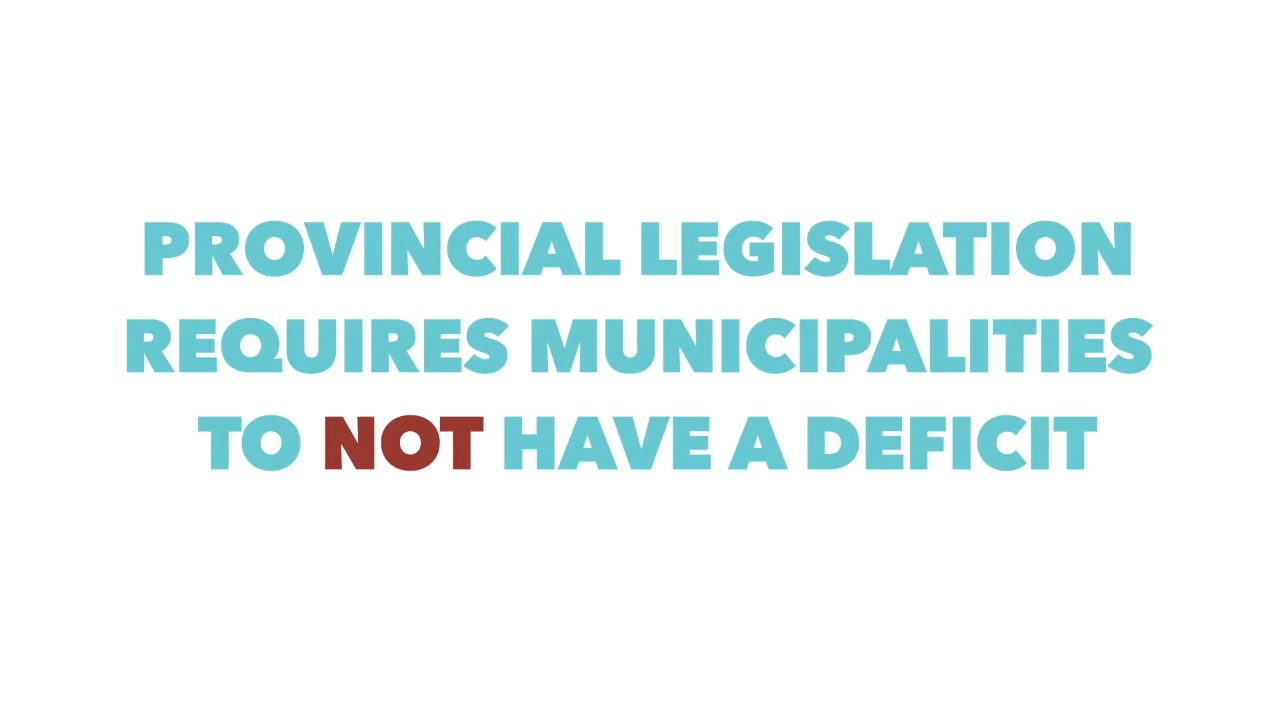 PROVINCIAL LEGISLATION
REQUIRES MUNICIPALITIES
TO NOT HAVE A DEFICIT